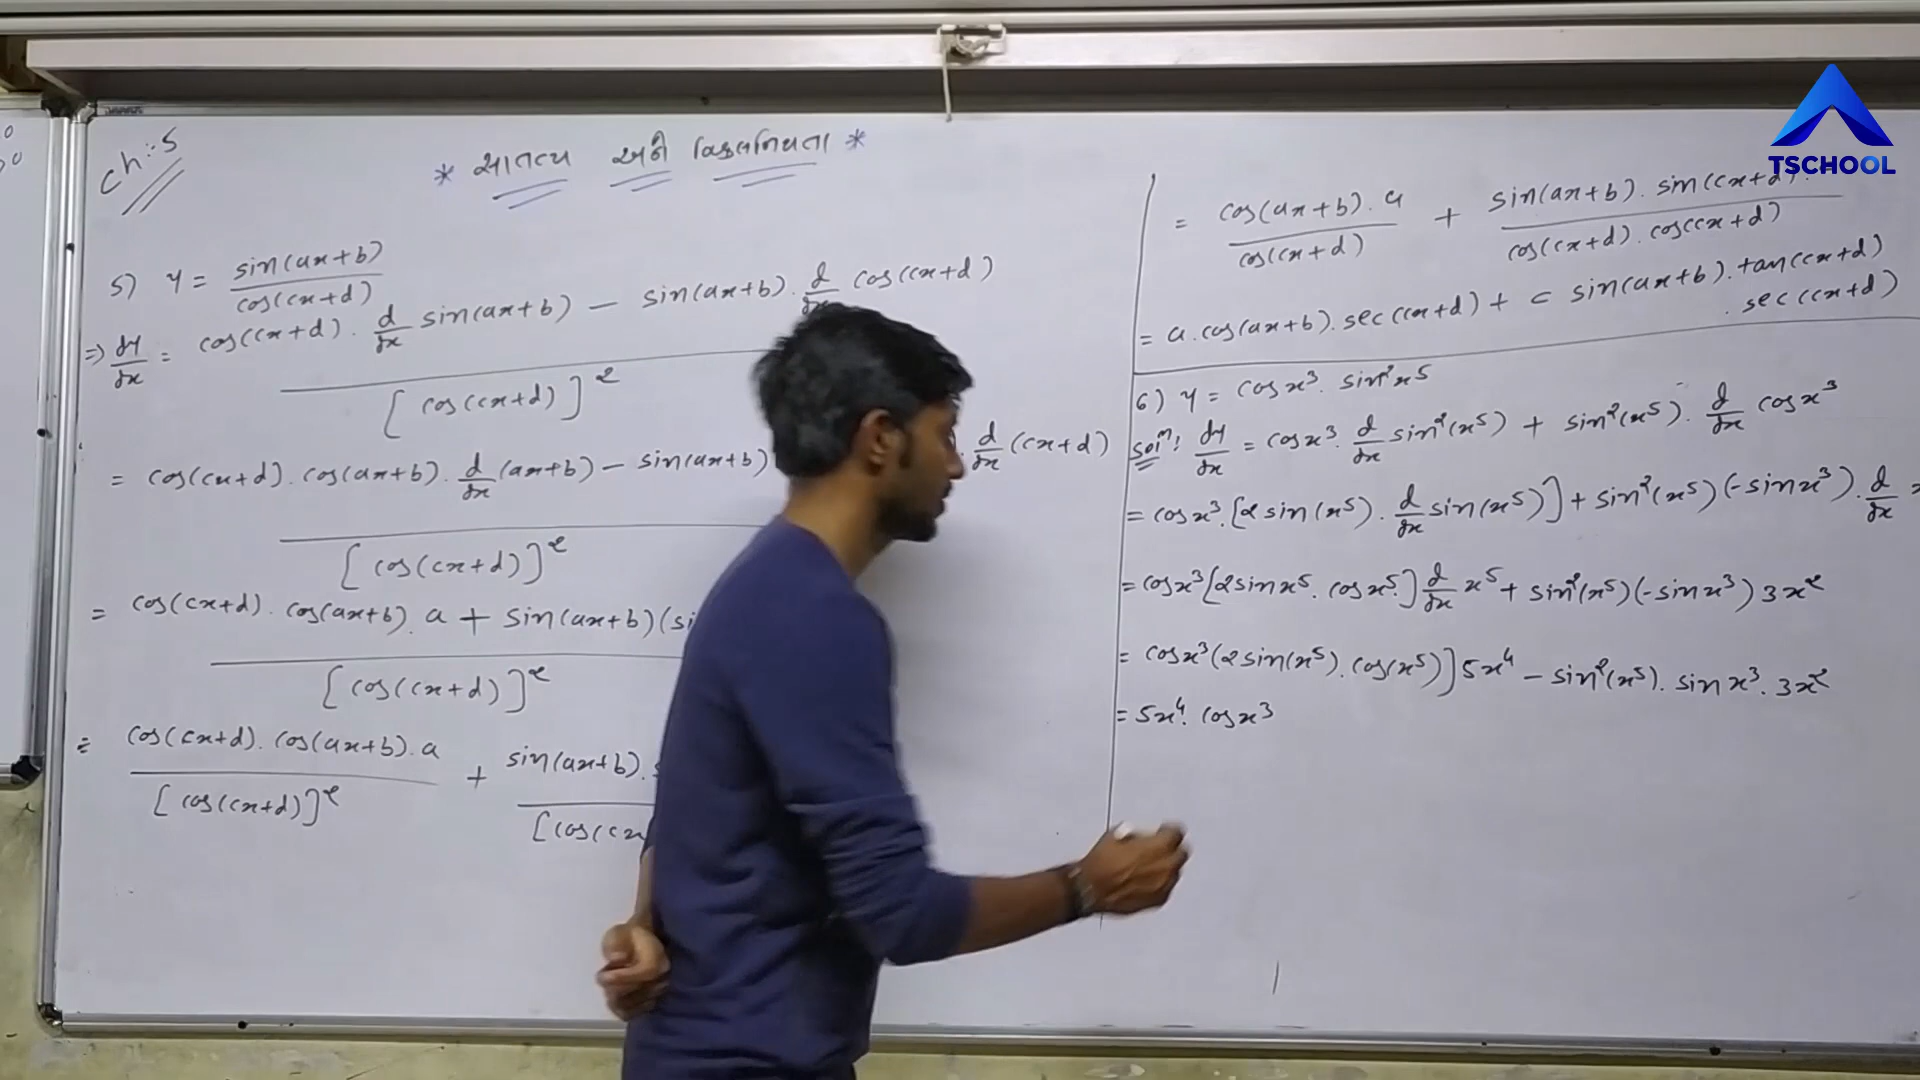 ch:-5
* સાતત્ય અને વિકલનિયતા *
5) y = sin(ax+b) / cos(cx+d)
=> dy/dx = cos(cx+d) . d/dx sin(ax+b) – sin(ax+b) . d/dx cos(cx+d)
[cos(cx+d)]²
= cos(cx+d) . cos(ax+b) . d/dx (ax+b) – sin(ax+b) d/dx (cx+d)
[cos(cx+d)]²
= cos(cx+d) . cos(ax+b) . a + sin(ax+b)
[cos(cx+d)]²
= cos(cx+d) . cos(ax+b) . a / [cos(cx+d)]² + sin(ax+b) .
= cos(ax+b) . a / cos(cx+d) + sin(ax+b) . sin(cx+d) / cos(cx+d) . cos(cx+d)
= a . cos(ax+b) . sec(cx+d) + c sin(ax+b) . tan(cx+d)
. sec(cx+d)
6) y = cos x³ . sin² x⁵
Solⁿ: dy/dx = cos x³ . d/dx sin²(x⁵) + sin²(x⁵) . d/dx cos x³
= cos x³ . [2 sin(x⁵) . d/dx sin(x⁵)] + sin²(x⁵) (-sin x³) . d/dx
= cos x³ [2 sin x⁵ . cos x⁵ .] d/dx x⁵ + sin²(x⁵) (-sin x³) 3x²
= cos x³ (2 sin(x⁵) . cos(x⁵)] 5x⁴ – sin²(x⁵) . sin x³ . 3x²
= 5x⁴ . cos x³
TSCHOOL